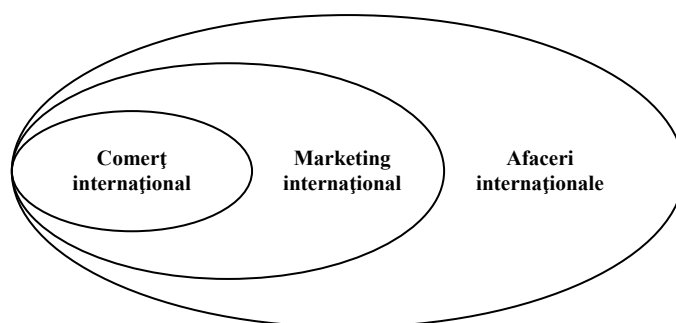 Comerţ
internaţional
Marketing
internaţional
Afaceri
internaţionale